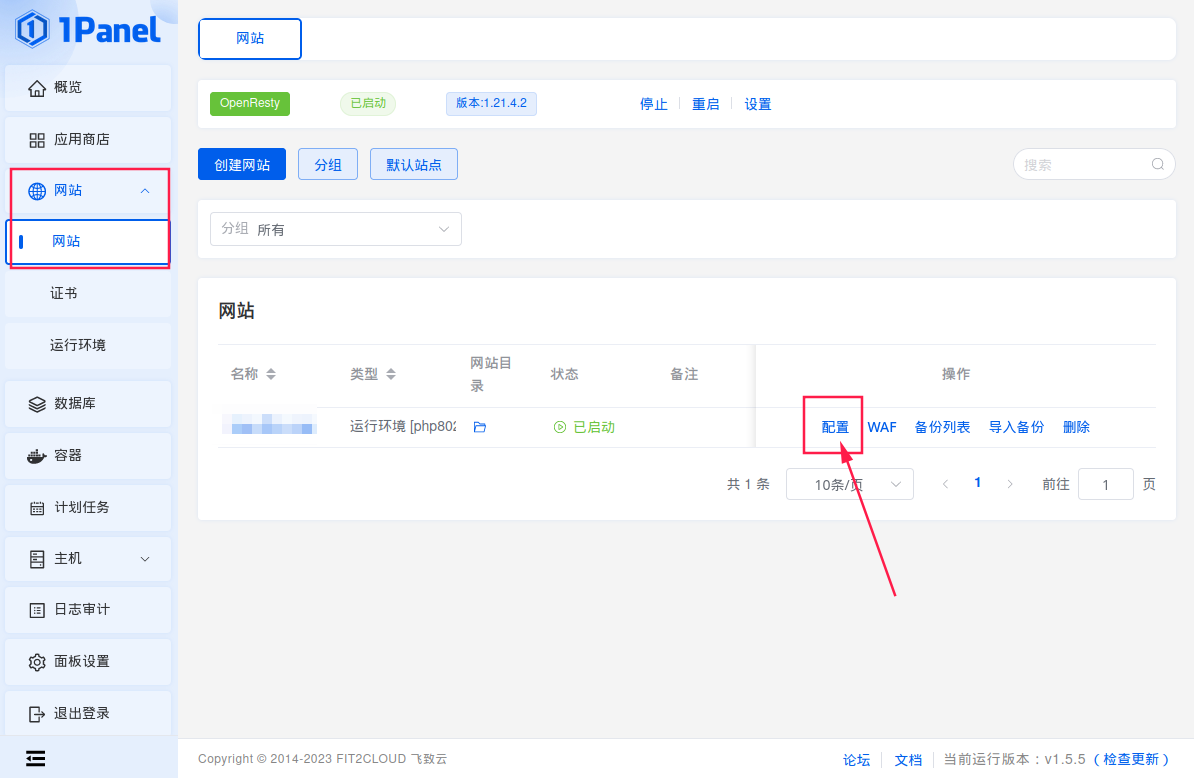 1Panel
概览
应用商店
网站
网站
证书
运行环境
数据库
容器
计划任务
主机
日志审计
面板设置
退出登录
网站
OpenResty
已启动
版本:1.21.4.2
停止
重启
设置
创建网站
分组
默认站点
搜索
分组 所有
网站
名称
类型
网站目
录
状态
备注
操作
运行环境 [php802
已启动
配置
WAF
备份列表
导入备份
删除
共 1 条
10条/页
1
前往
1
页
Copyright © 2014-2023 FIT2CLOUD 飞致云
论坛
文档
当前运行版本：v1.5.5（检查更新）